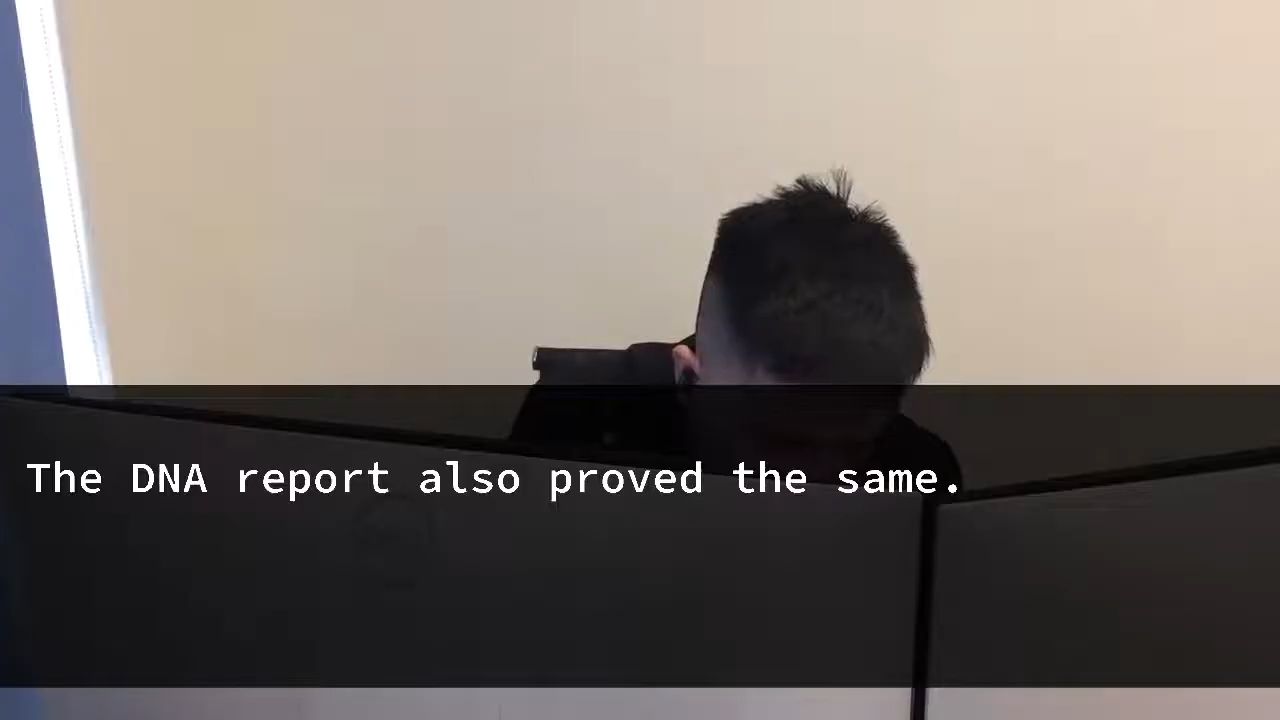 The DNA report also proved the same.